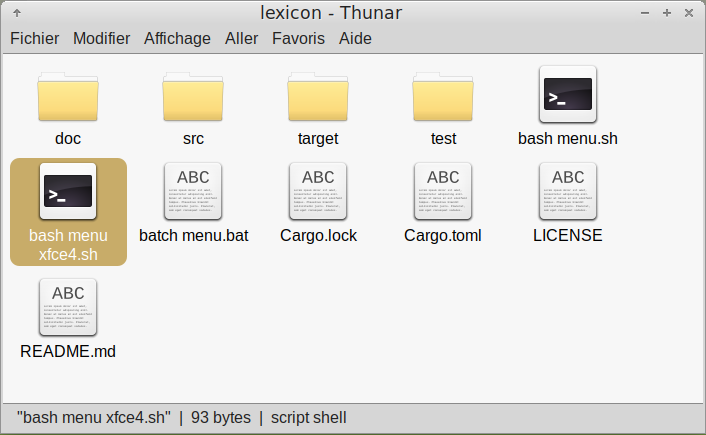 lexicon - Thunar
Fichier Modifier Affichage Aller Favoris Aide
doc src target test bash menu.sh
bash menu
xfce4.sh
ABC ABC ABC ABC
batch menu.bat Cargo.lock Cargo.toml LICENSE
ABC
README.md
"bash menu xfce4.sh" | 93 bytes | script shell